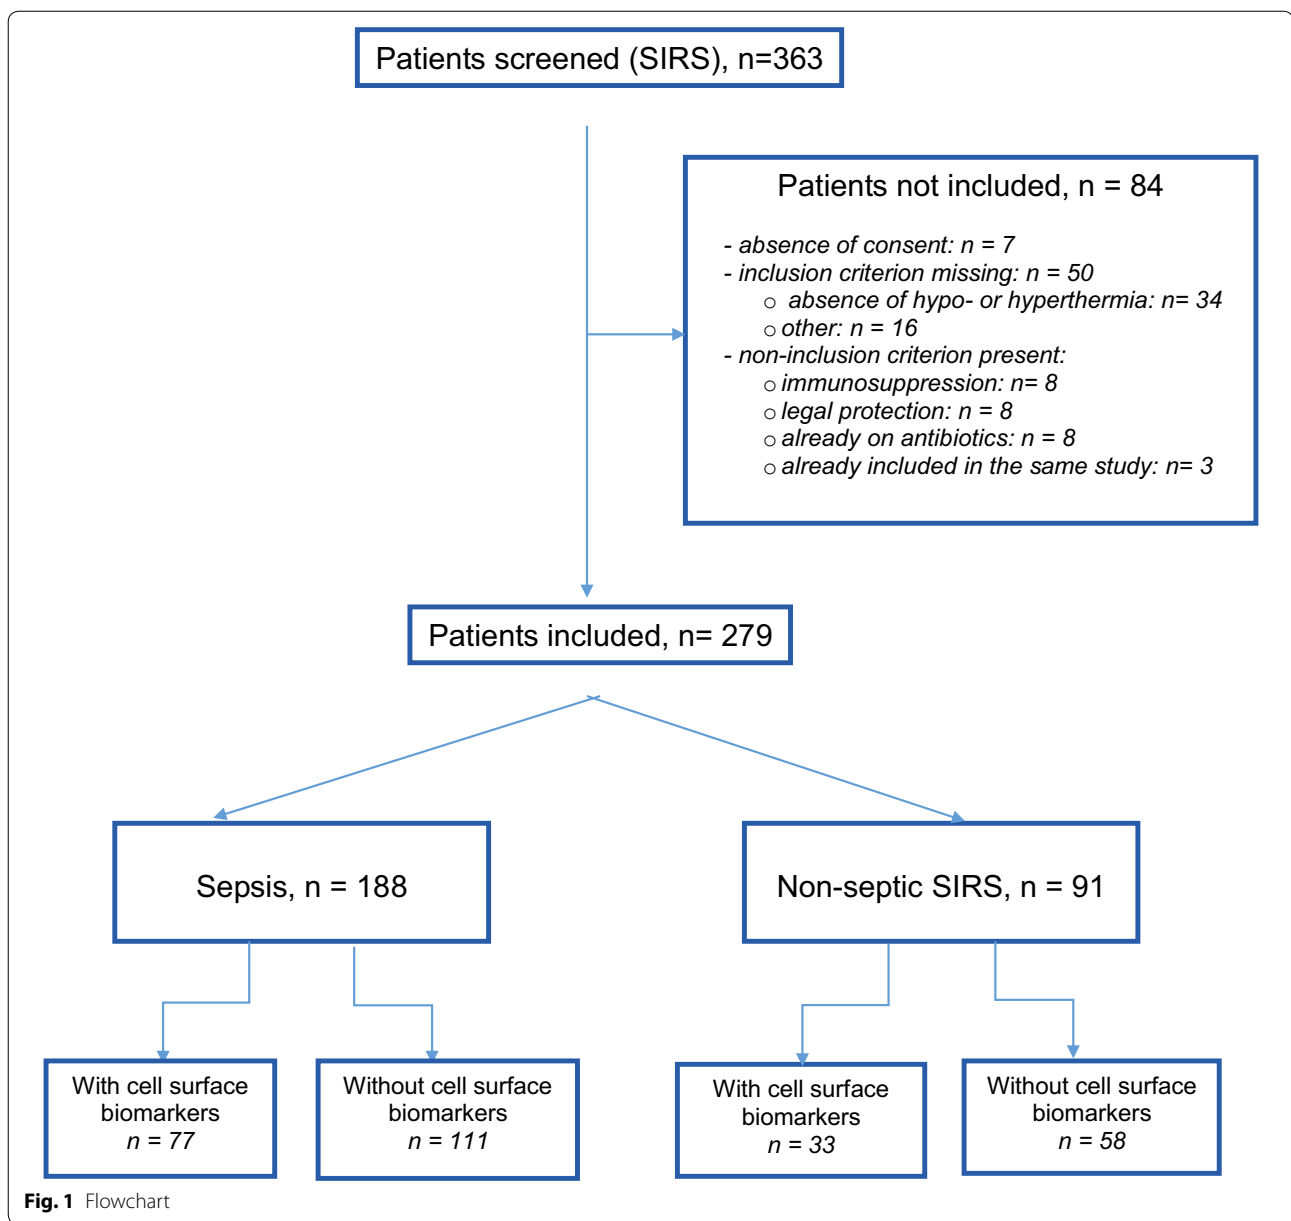 Patients screened (SIRS), n=363
Patients not included, n = 84
- absence of consent: n = 7
- inclusion criterion missing: n = 50
o absence of hypo- or hyperthermia: n= 34
o other: n = 16
- non-inclusion criterion present:
o immunosuppression: n= 8
o legal protection: n = 8
o already on antibiotics: n = 8
o already included in the same study: n= 3
Patients included, n= 279
Sepsis, n = 188
Non-septic SIRS, n = 91
With cell surface
biomarkers
n = 77
Without cell surface
biomarkers
n = 111
With cell surface
biomarkers
n = 33
Without cell surface
biomarkers
n = 58
Fig. 1 Flowchart